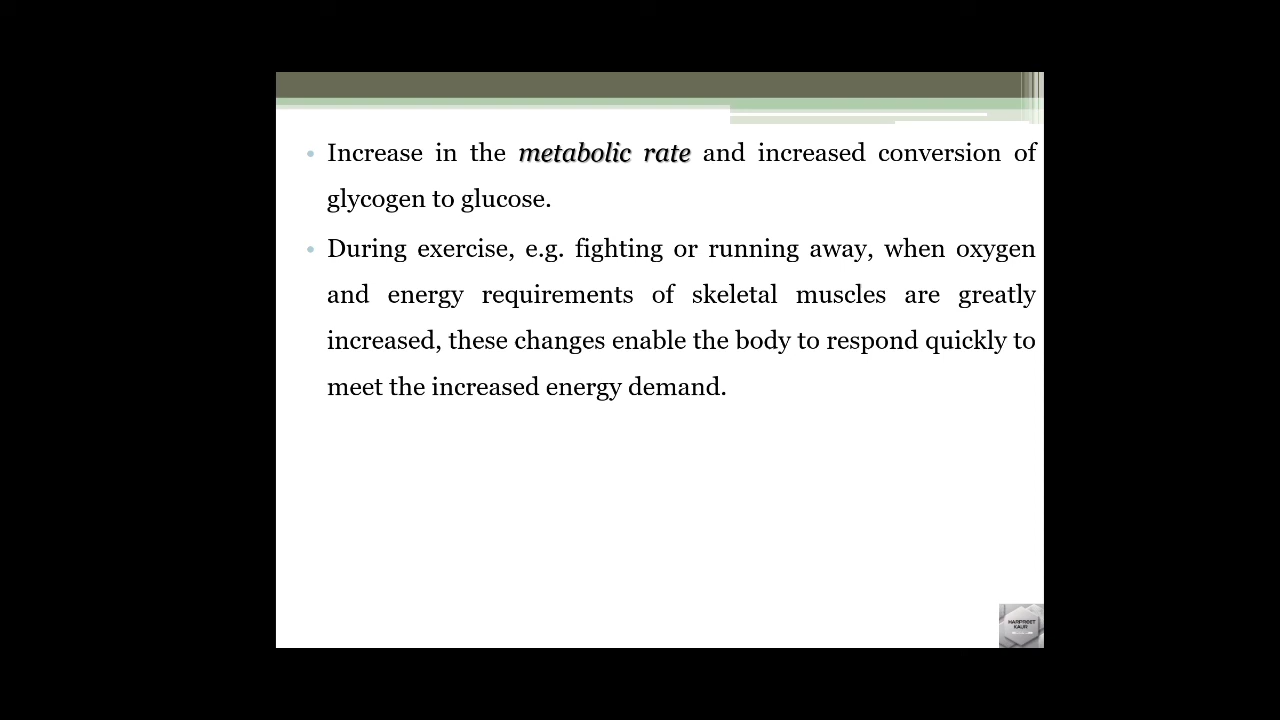 Increase in the metabolic rate and increased conversion of
glycogen to glucose.
During exercise, e.g. fighting or running away, when oxygen
and energy requirements of skeletal muscles are greatly
increased, these changes enable the body to respond quickly to
meet the increased energy demand.
HARPREET
KAUR